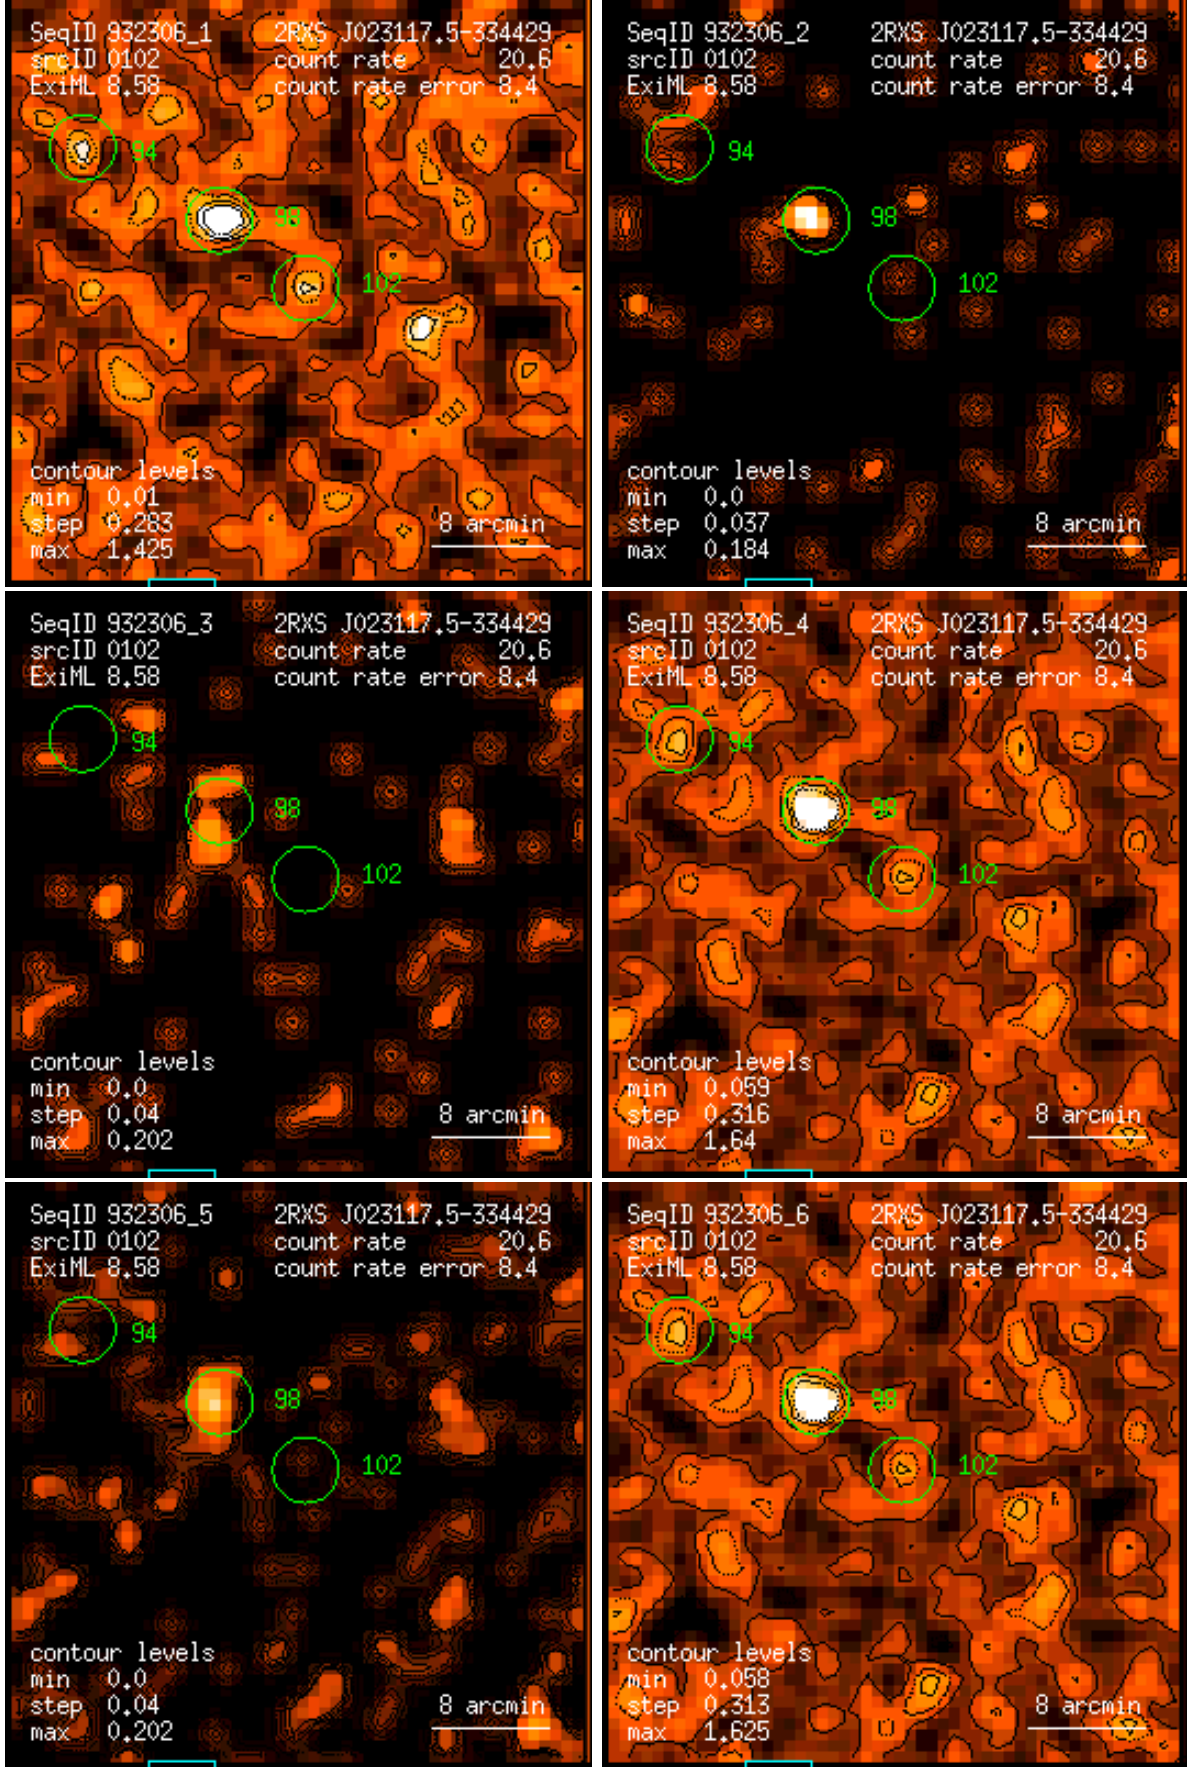 SeqID 932306_1 2RXS J023117.5-334429
srcID 0102 count rate 20.6
ExiML 8.58 count rate error 8.4
94
98
102
contour levels
min 0.01
step 0.283
max 1.425
8 arcmin
SeqID 932306_2 2RXS J023117.5-334429
srcID 0102 count rate 20.6
ExiML 8.58 count rate error 8.4
94
98
102
contour levels
min 0.0
step 0.037
max 0.184
8 arcmin
SeqID 932306_3 2RXS J023117.5-334429
srcID 0102 count rate 20.6
ExiML 8.58 count rate error 8.4
94
98
102
contour levels
min 0.0
step 0.04
max 0.202
8 arcmin
SeqID 932306_4 2RXS J023117.5-334429
srcID 0102 count rate 20.6
ExiML 8.58 count rate error 8.4
94
98
102
contour levels
min 0.059
step 0.316
max 1.64
8 arcmin
SeqID 932306_5 2RXS J023117.5-334429
srcID 0102 count rate 20.6
ExiML 8.58 count rate error 8.4
94
98
102
contour levels
min 0.0
step 0.04
max 0.202
8 arcmin
SeqID 932306_6 2RXS J023117.5-334429
srcID 0102 count rate 20.6
ExiML 8.58 count rate error 8.4
94
98
102
contour levels
min 0.058
step 0.313
max 1.625
8 arcmin